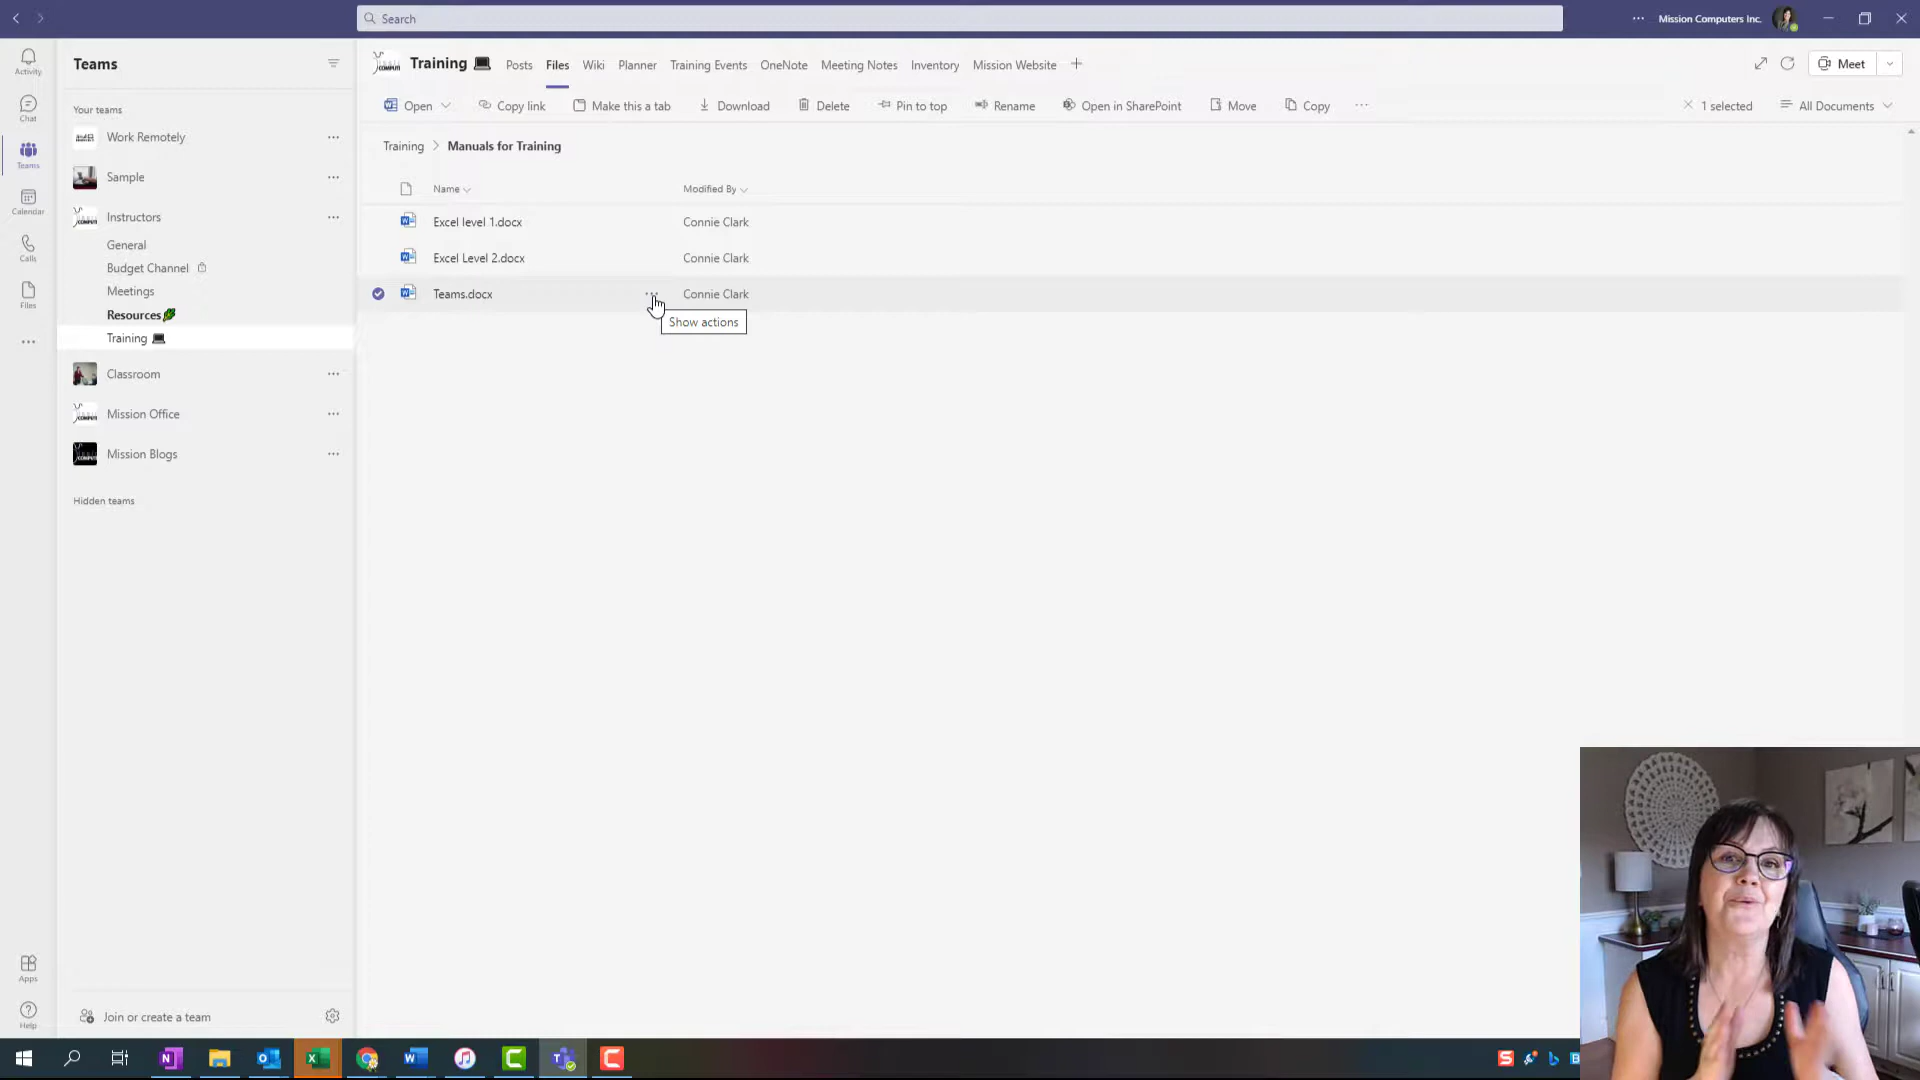 Search
Mission Computers Inc.
Activity
Chat
Teams
Calendar
Calls
Files
Apps
Help
Teams
Your teams
Work Remotely
Sample
Instructors
General
Budget Channel
Meetings
Resources
Training
Classroom
Mission Office
Mission Blogs
Hidden teams
Join or create a team
Training
Posts
Files
Wiki
Planner
Training Events
OneNote
Meeting Notes
Inventory
Mission Website
Meet
Open
Copy link
Make this a tab
Download
Delete
Pin to top
Rename
Open in SharePoint
Move
Copy
1 selected
All Documents
Training > Manuals for Training
Name
Modified By
Excel level 1.docx
Connie Clark
Excel Level 2.docx
Connie Clark
Teams.docx
Connie Clark
Show actions